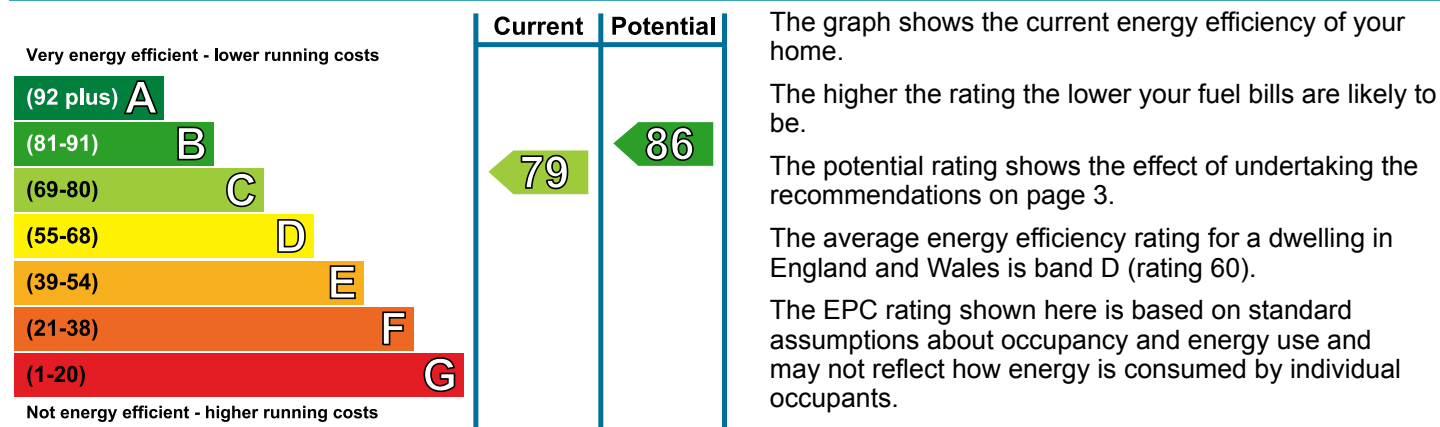 Current Potential
Very energy efficient - lower running costs
(92 plus) A
(81-91) B
(69-80) C
(55-68) D
(39-54) E
(21-38) F
(1-20) G
Not energy efficient - higher running costs
79
86
The graph shows the current energy efficiency of your
home.
The higher the rating the lower your fuel bills are likely to
be.
The potential rating shows the effect of undertaking the
recommendations on page 3.
The average energy efficiency rating for a dwelling in
England and Wales is band D (rating 60).
The EPC rating shown here is based on standard
assumptions about occupancy and energy use and
may not reflect how energy is consumed by individual
occupants.